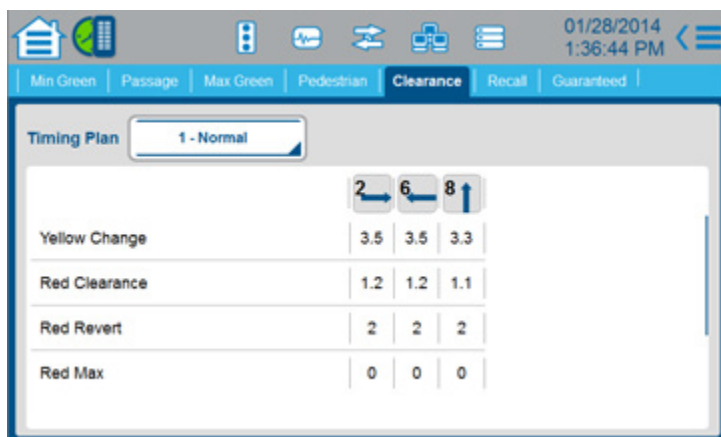 01/28/2014
1:36:44 PM
Min Green Passage Max Green Pedestrian Clearance Recall Guaranteed
Timing Plan 1 - Normal
2 6 8
Yellow Change 3.5 3.5 3.3
Red Clearance 1.2 1.2 1.1
Red Revert 2 2 2
Red Max 0 0 0